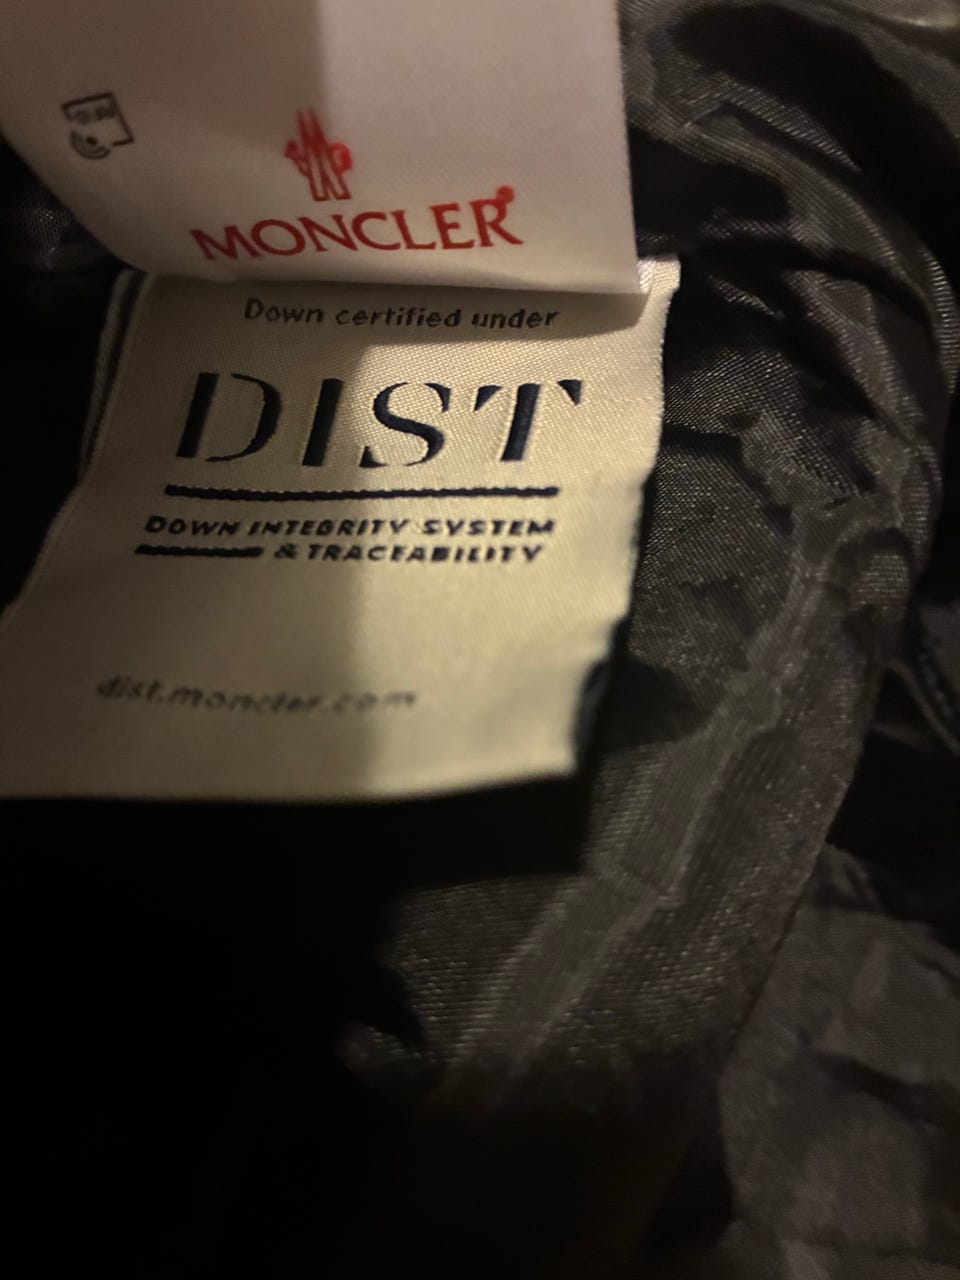 MONCLER
Down certified under
DIST
DOWN INTEGRITY SYSTEM
& TRACEABILITY
dist.moncler.com